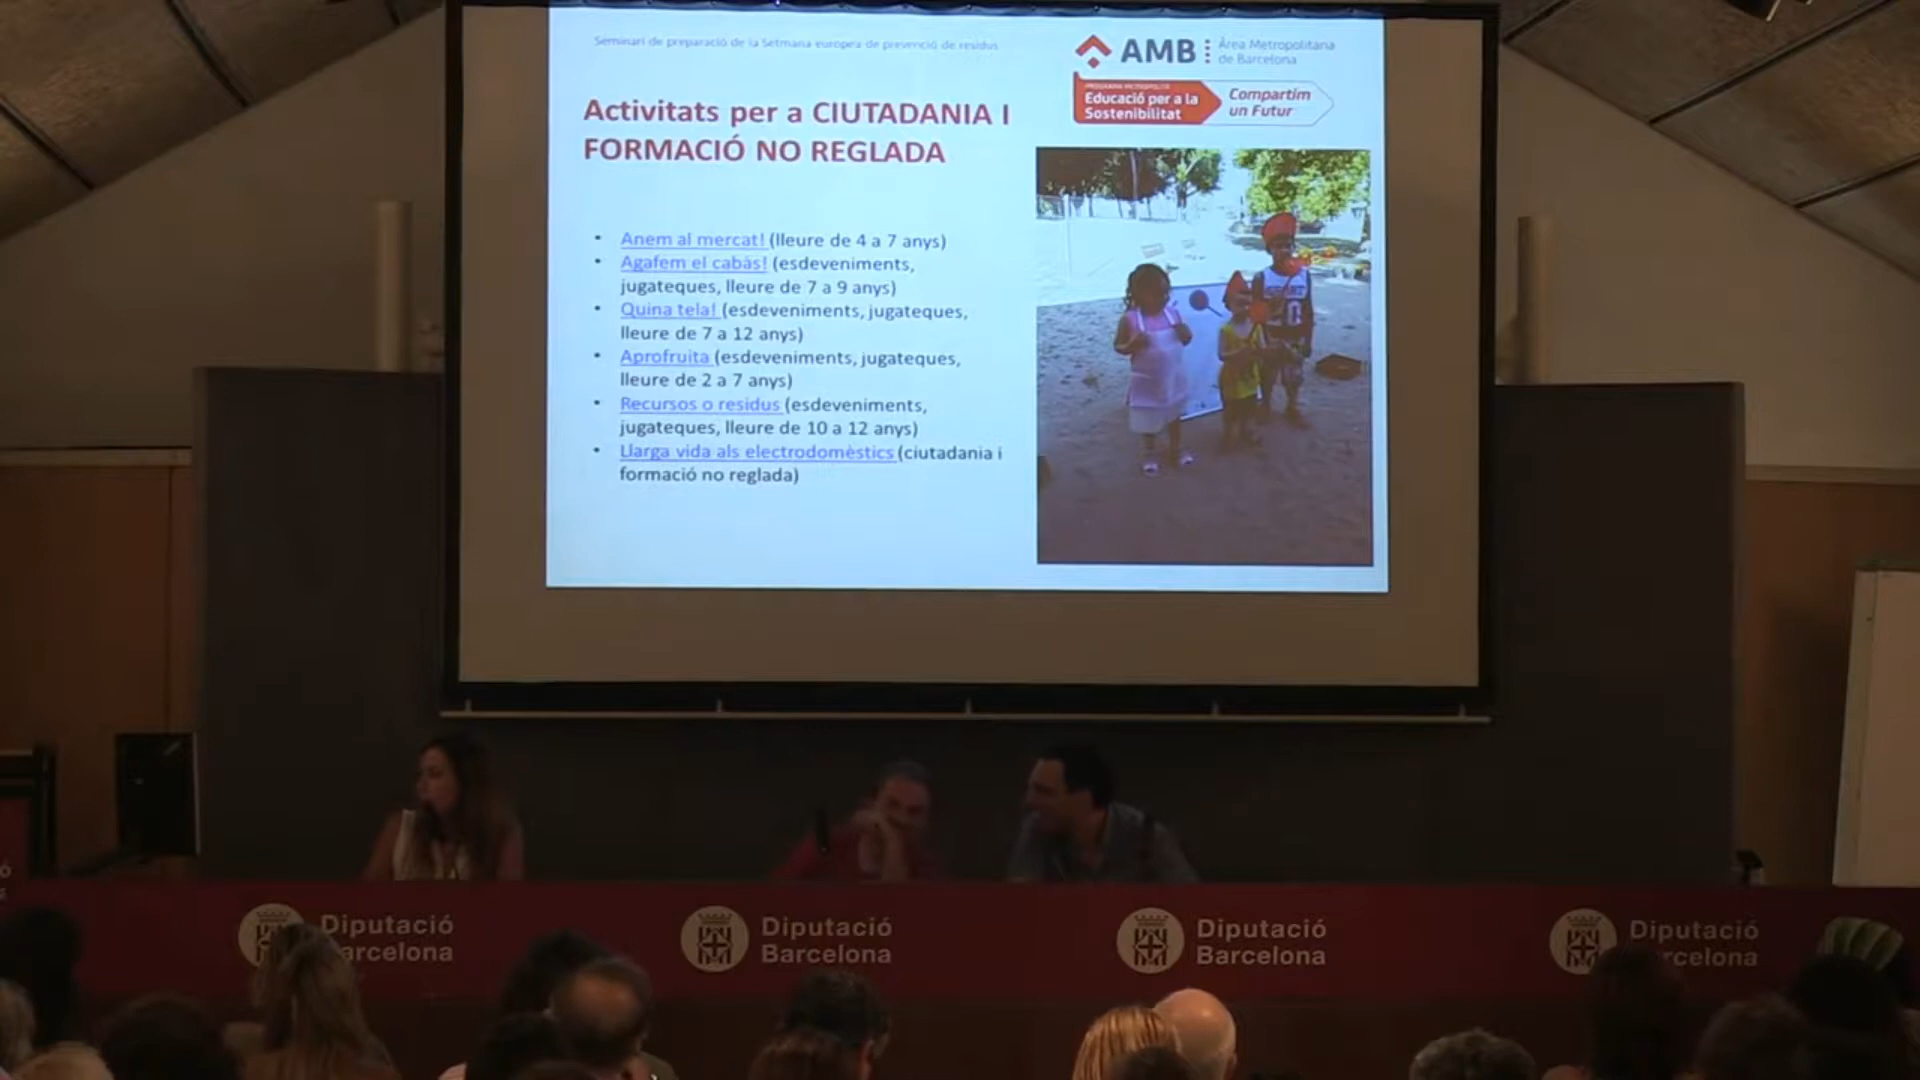 Seminari de preparació de la Setmana europea de prevenció de residus
AMB
Àrea Metropolitana
de Barcelona
Educació per a la
Sostenibilitat
Compartim
un Futur
Activitats per a CIUTADANIA I
FORMACIÓ NO REGLADA
• Anem al mercat! (lleure de 4 a 7 anys)
• Agafem el cabàs! (esdeveniments,
jugateques, lleure de 7 a 9 anys)
• Quina tela! (esdeveniments, jugateques,
lleure de 7 a 12 anys)
• Aprofruita (esdeveniments, jugateques,
lleure de 2 a 7 anys)
• Recursos o residus (esdeveniments,
jugateques, lleure de 10 a 12 anys)
• Llarga vida als electrodomèstics (ciutadania i
formació no reglada)
Diputació
arcelona
Diputació
Barcelona
Diputació
Barcelona
Diputació
rcelona